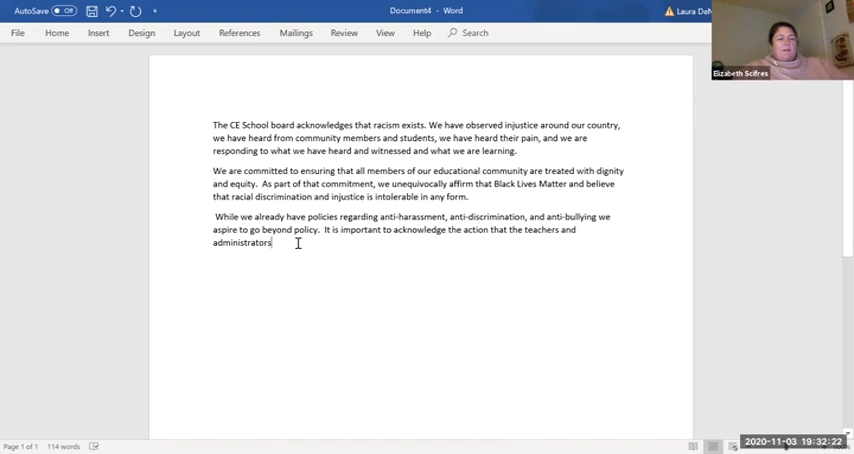 AutoSave Off Document4 - Word Laura DeN
File Home Insert Design Layout References Mailings Review View Help Search
Elizabeth Scifres
The CE School board acknowledges that racism exists. We have observed injustice around our country,
we have heard from community members and students, we have heard their pain, and we are
responding to what we have heard and witnessed and what we are learning.
We are committed to ensuring that all members of our educational community are treated with dignity
and equity.  As part of that commitment, we unequivocally affirm that Black Lives Matter and believe
that racial discrimination and injustice is intolerable in any form.
While we already have policies regarding anti-harassment, anti-discrimination, and anti-bullying we
aspire to go beyond policy.  It is important to acknowledge the action that the teachers and
administrators
Page 1 of 1 114 words
2020-11-03 19:32:22